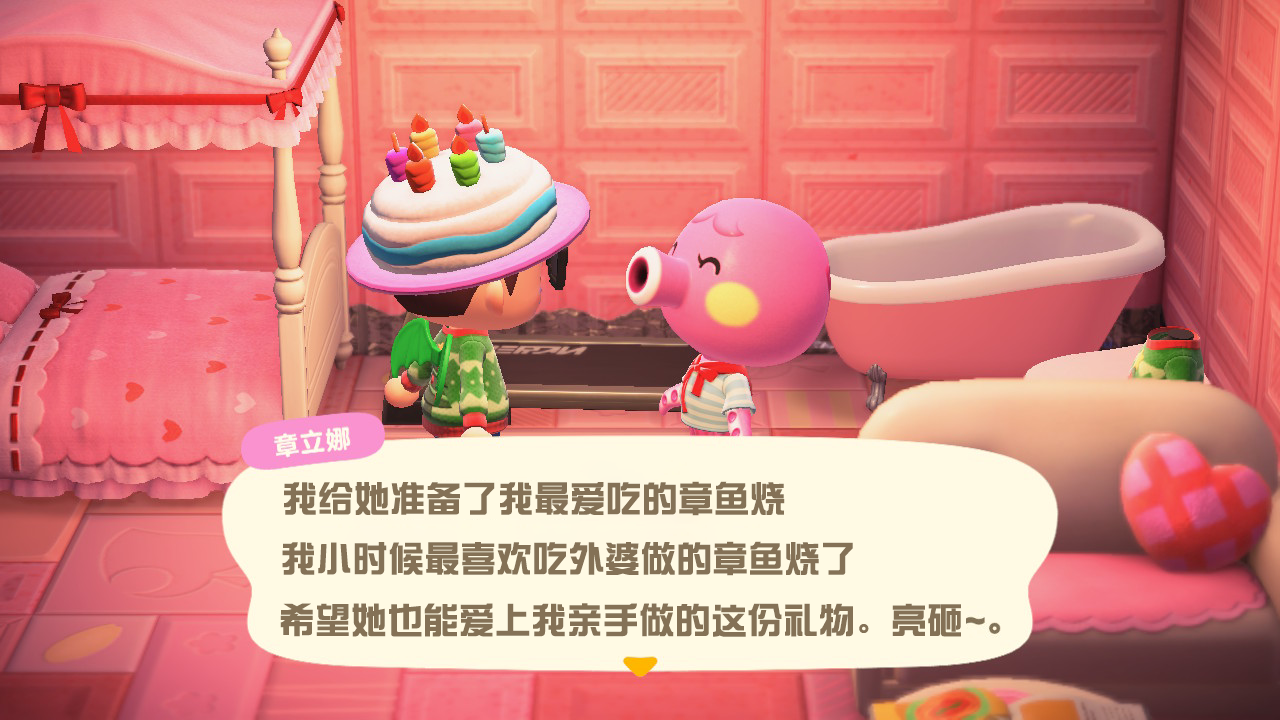 章立娜
我给她准备了我最爱吃的章鱼烧
我小时候最喜欢吃外婆做的章鱼烧了
希望她也能爱上我亲手做的这份礼物。亮砸~。